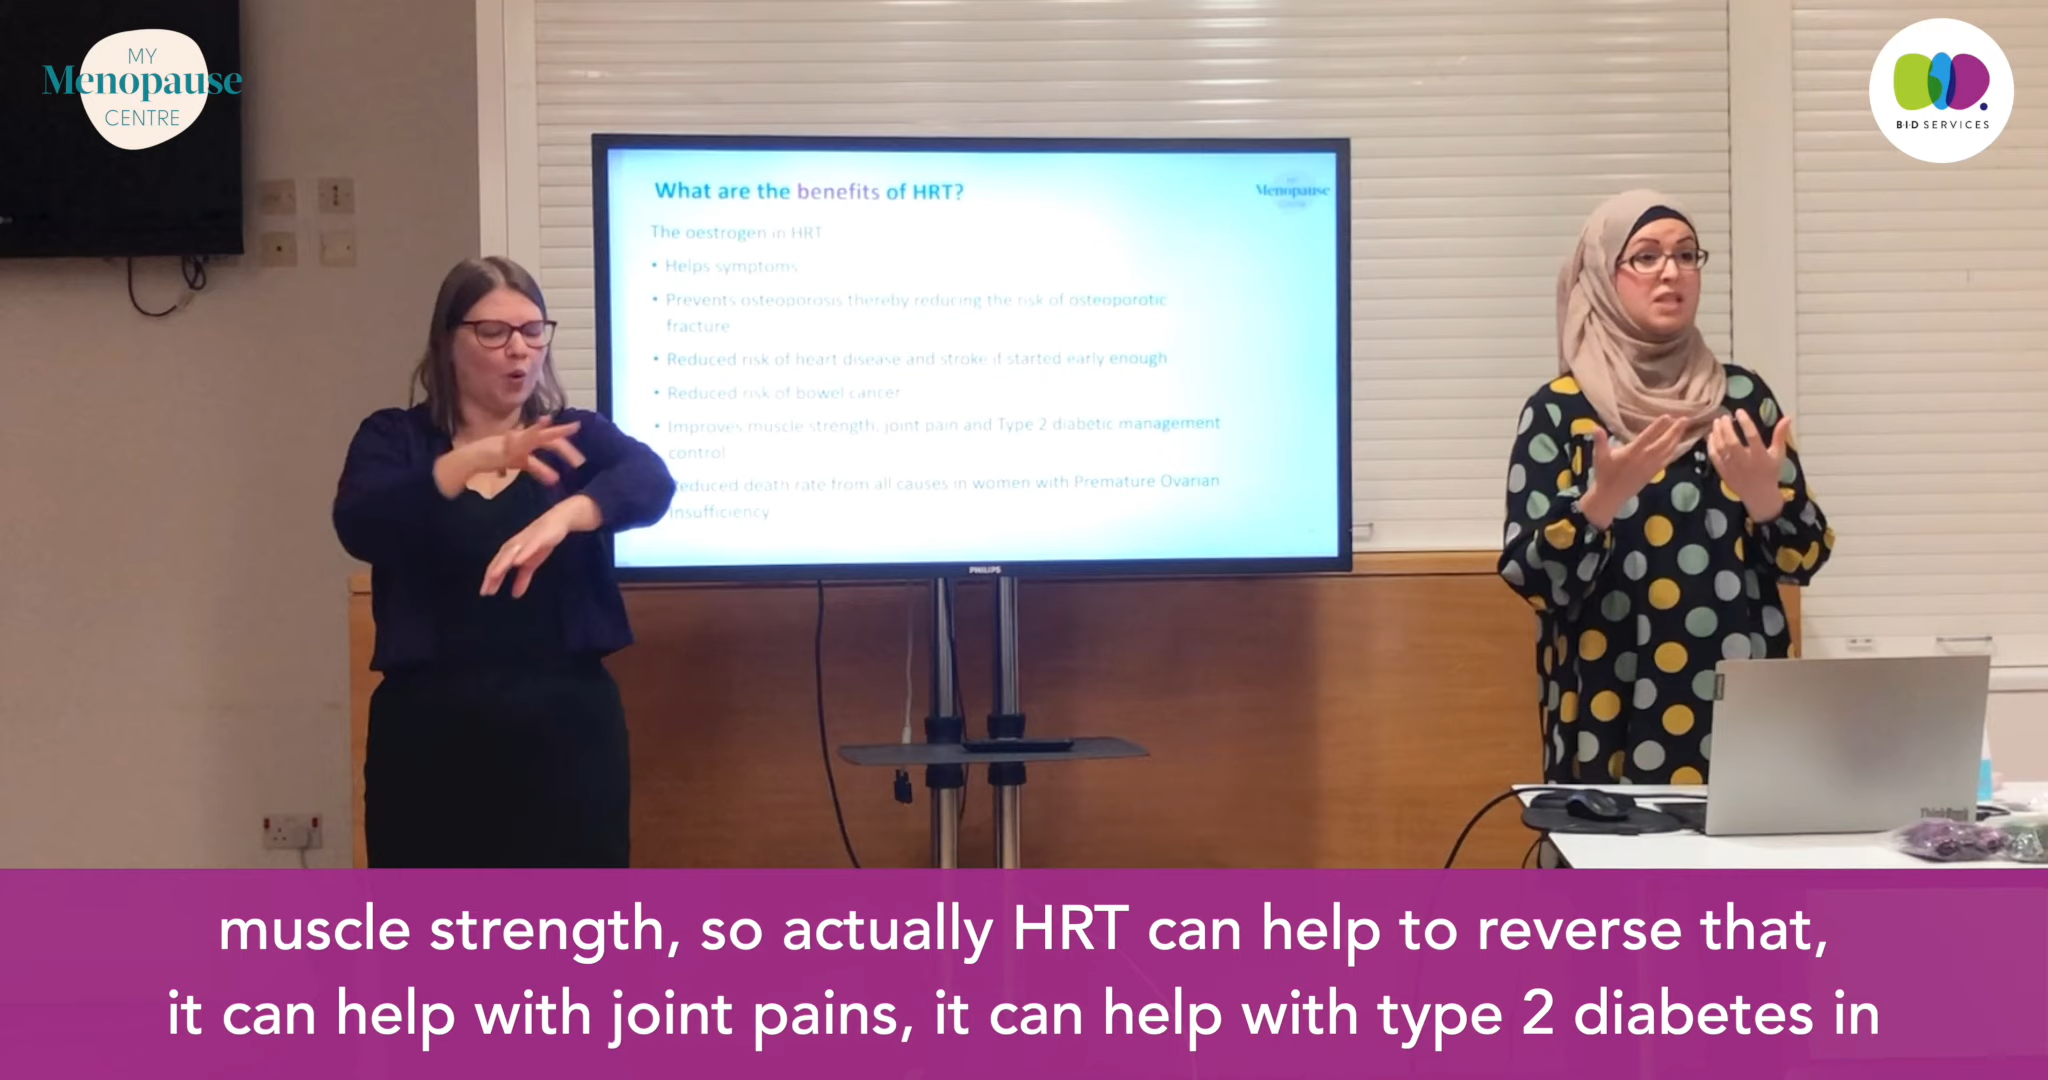 MY
Menopause
CENTRE
BID SERVICES
What are the benefits of HRT?
Menopause
The oestrogen in HRT
• Helps symptoms
• Prevents osteoporosis thereby reducing the risk of osteoporotic
fracture
• Reduced risk of heart disease and stroke if started early enough
• Reduced risk of bowel cancer
• Improves muscle strength, joint pain and Type 2 diabetic management
control
Reduced death rate from all causes in women with Premature Ovarian
Insufficiency
PHILIPS
ThinkBook
muscle strength, so actually HRT can help to reverse that,
it can help with joint pains, it can help with type 2 diabetes in